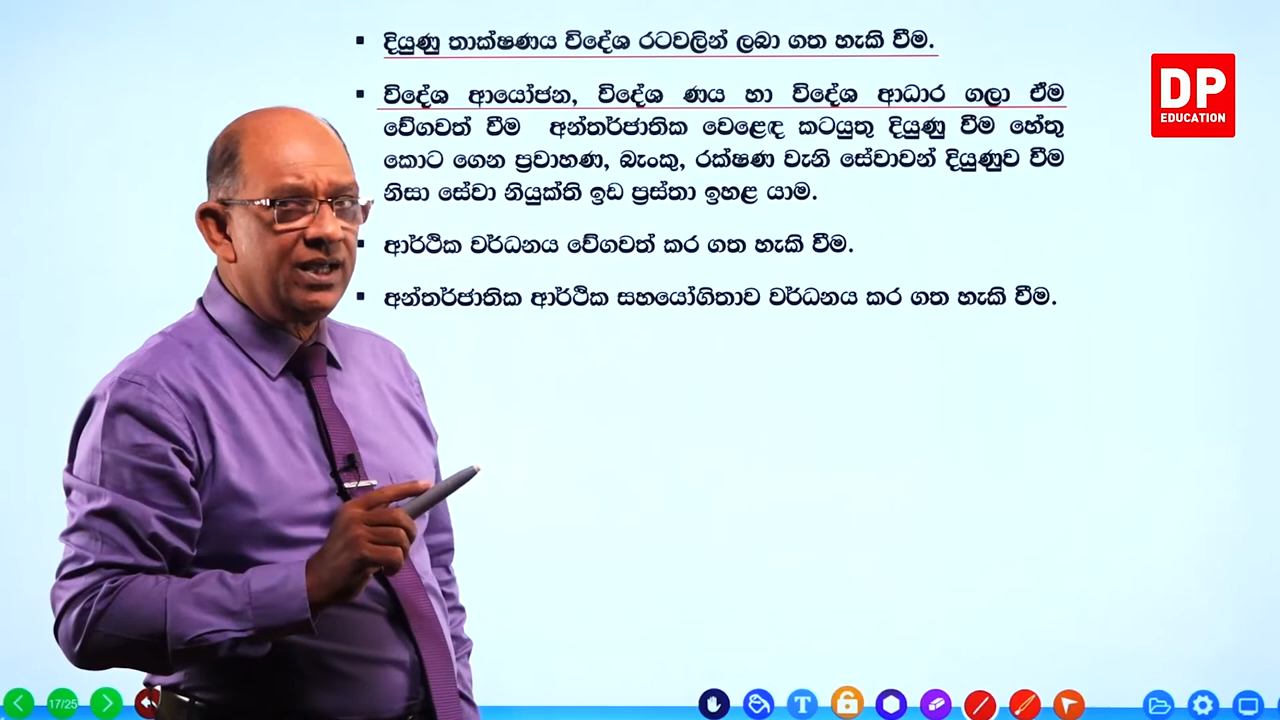 දියුණු තාක්ෂණය විදේශ රටවලින් ලබා ගත හැකි වීම.
විදේශ ආයෝජන, විදේශ ණය හා විදේශ ආධාර ගලා ඒම
වේගවත් වීම අන්තර්ජාතික වෙළෙඳ කටයුතු දියුණු වීම හේතු
කොට ගෙන ප්‍රවාහණ, බැංකු, රක්ෂණ වැනි සේවාවන් දියුණුව වීම
නිසා සේවා නියුක්ති ඉඩ ප්‍රස්තා ඉහළ යාම.
ආර්ථික වර්ධනය වේගවත් කර ගත හැකි වීම.
අන්තර්ජාතික ආර්ථික සහයෝගිතාව වර්ධනය කර ගත හැකි වීම.
DP
EDUCATION
17/25
T